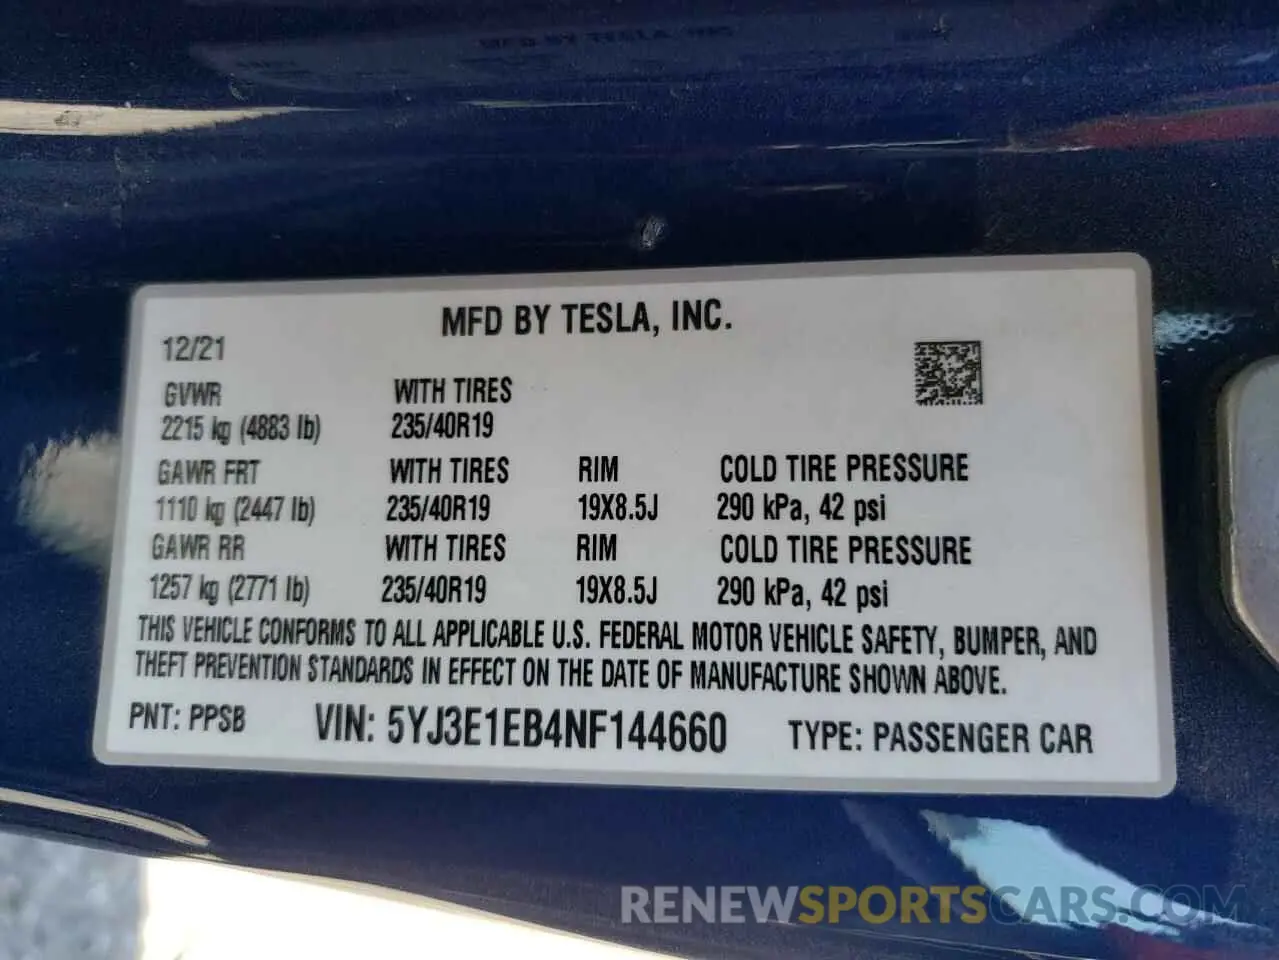 MFD BY TESLA, INC.
12/21
GVWR WITH TIRES
2215 kg (4883 lb) 235/40R19
GAWR FRT WITH TIRES RIM COLD TIRE PRESSURE
1110 kg (2447 lb) 235/40R19 19X8.5J 290 kPa, 42 psi
GAWR RR WITH TIRES RIM COLD TIRE PRESSURE
1257 kg (2771 lb) 235/40R19 19X8.5J 290 kPa, 42 psi
THIS VEHICLE CONFORMS TO ALL APPLICABLE U.S. FEDERAL MOTOR VEHICLE SAFETY, BUMPER, AND
THEFT PREVENTION STANDARDS IN EFFECT ON THE DATE OF MANUFACTURE SHOWN ABOVE.
PNT: PPSB VIN: 5YJ3E1EB4NF144660 TYPE: PASSENGER CAR
RENEWSPORTSCARS.COM